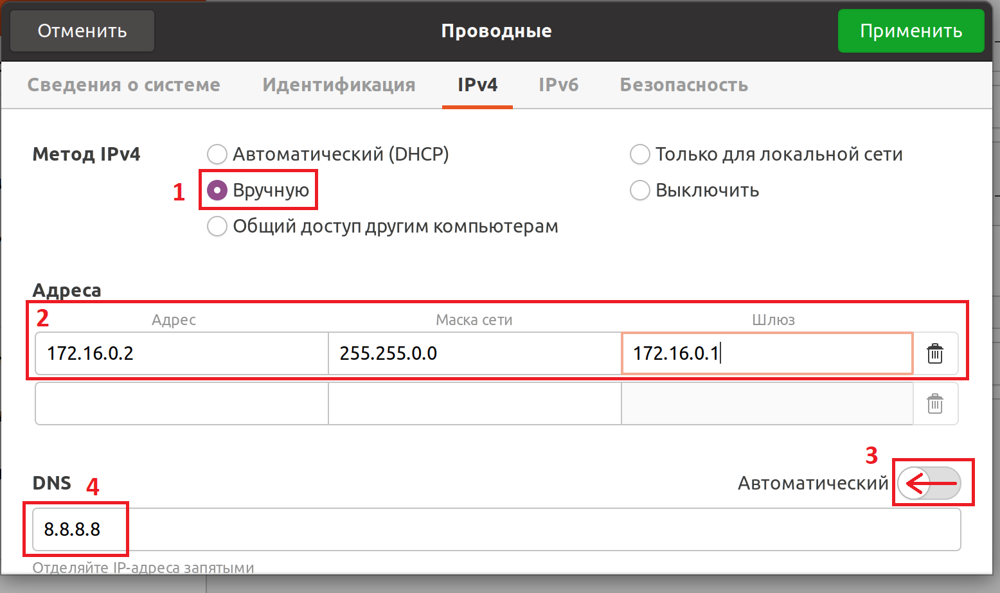 Отменить Проводные Применить
Сведения о системе Идентификация IPv4 IPv6 Безопасность
Метод IPv4 Автоматический (DHCP) Только для локальной сети
1 Вручную Выключить
Общий доступ другим компьютерам
Адреса
2 Адрес Маска сети Шлюз
172.16.0.2 255.255.0.0 172.16.0.1
3
DNS 4 Автоматический
8.8.8.8
Отделяйте IP-адреса запятыми